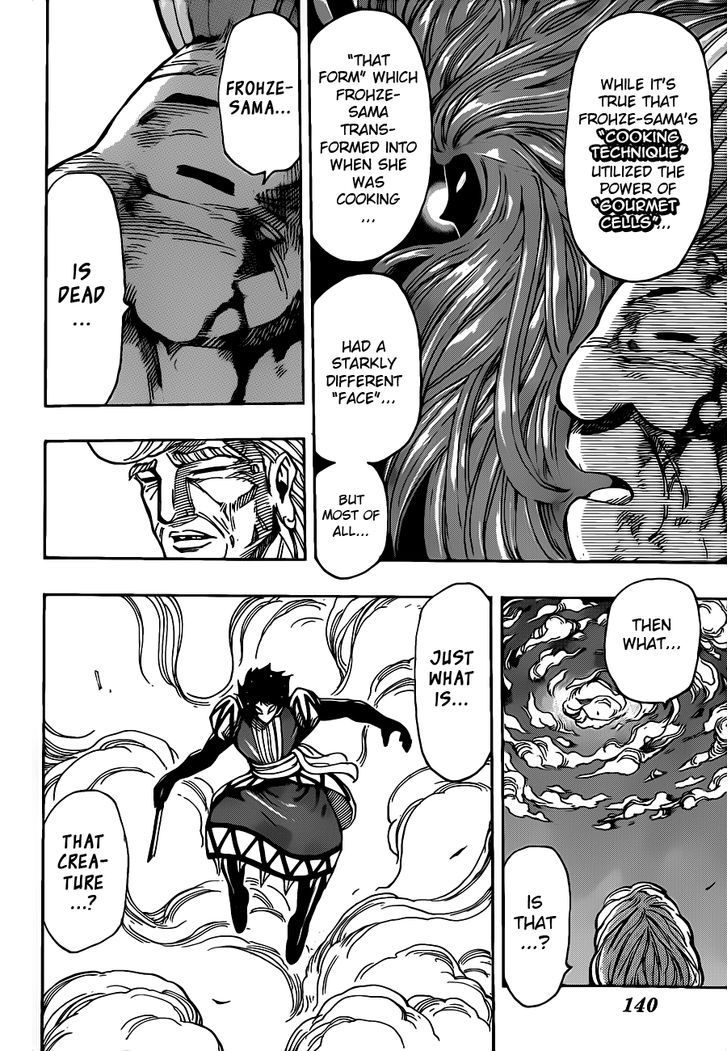 WHILE IT'S
TRUE THAT
FROHZE-SAMA'S
"COOKING
TECHNIQUE"
UTILIZED
THE POWER
OF
"GOURMET
CELLS"...
"THAT
FORM" WHICH
FROHZE-
SAMA
TRANS-
FORMED INTO
WHEN SHE
WAS
COOKING
...
HAD A
STARKLY
DIFFERENT
"FACE"...
BUT
MOST OF
ALL...
FROHZE-
SAMA...
IS
DEAD
...
THEN
WHAT...
IS
THAT
...?
JUST
WHAT
IS...
THAT
CREA-
TURE
...?
140